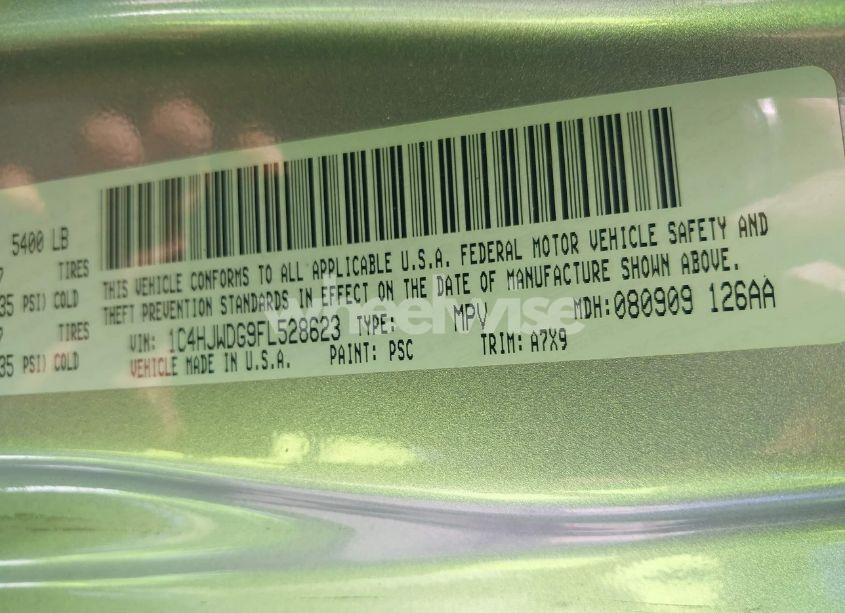 5400 LB
TIRES
35 PSI) COLD
TIRES
35 PSI) COLD
THIS VEHICLE CONFORMS TO ALL APPLICABLE U.S.A. FEDERAL MOTOR VEHICLE SAFETY AND
THEFT PREVENTION STANDARDS IN EFFECT ON THE DATE OF MANUFACTURE SHOWN ABOVE.
VIN: 1C4HJWDG9FL528623 TYPE: MPV MDH: 080909 126AA
VEHICLE MADE IN U.S.A. PAINT: PSC TRIM: A7X9
wheelwise